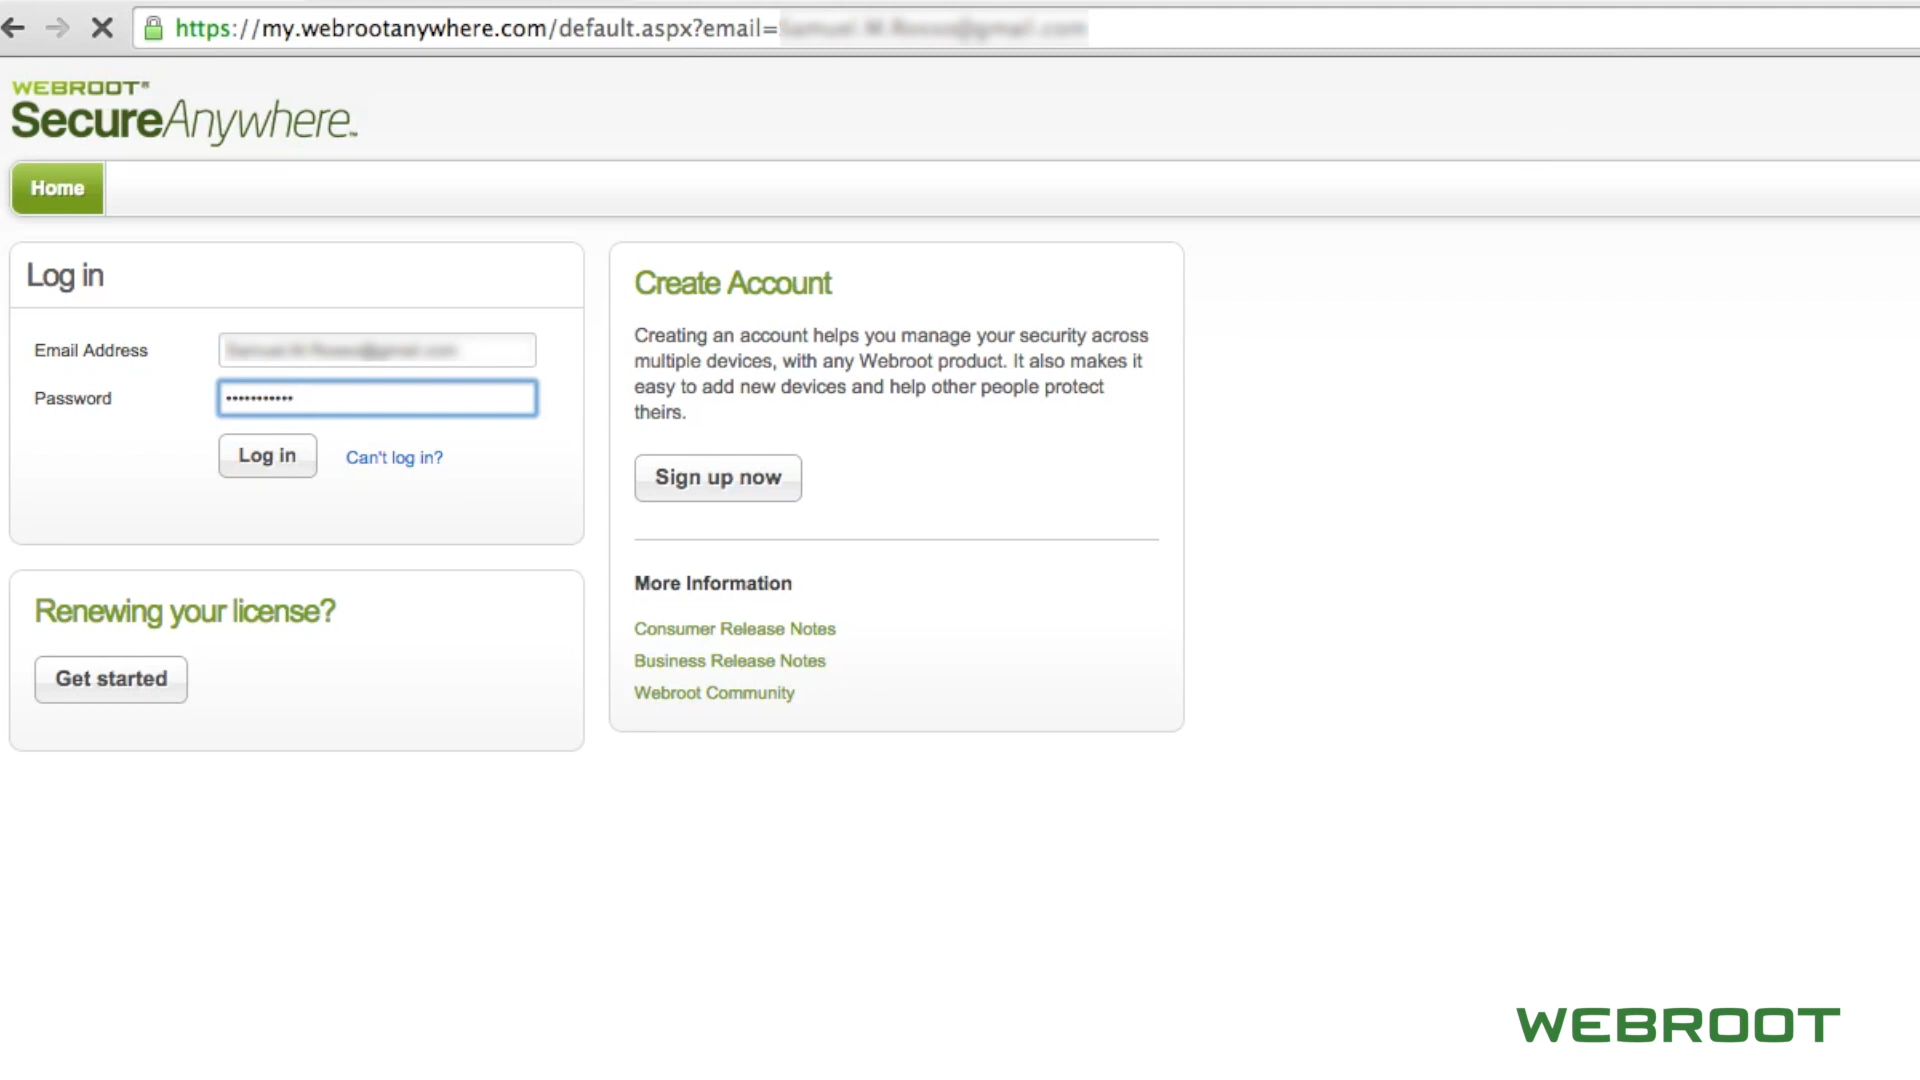 https://my.webrootanywhere.com/default.aspx?email=
WEBROOT®
SecureAnywhere™
Home
Log in
Email Address
Password
Log in
Can't log in?
Renewing your license?
Get started
Create Account
Creating an account helps you manage your security across
multiple devices, with any Webroot product. It also makes it
easy to add new devices and help other people protect
theirs.
Sign up now
More Information
Consumer Release Notes
Business Release Notes
Webroot Community
WEBROOT